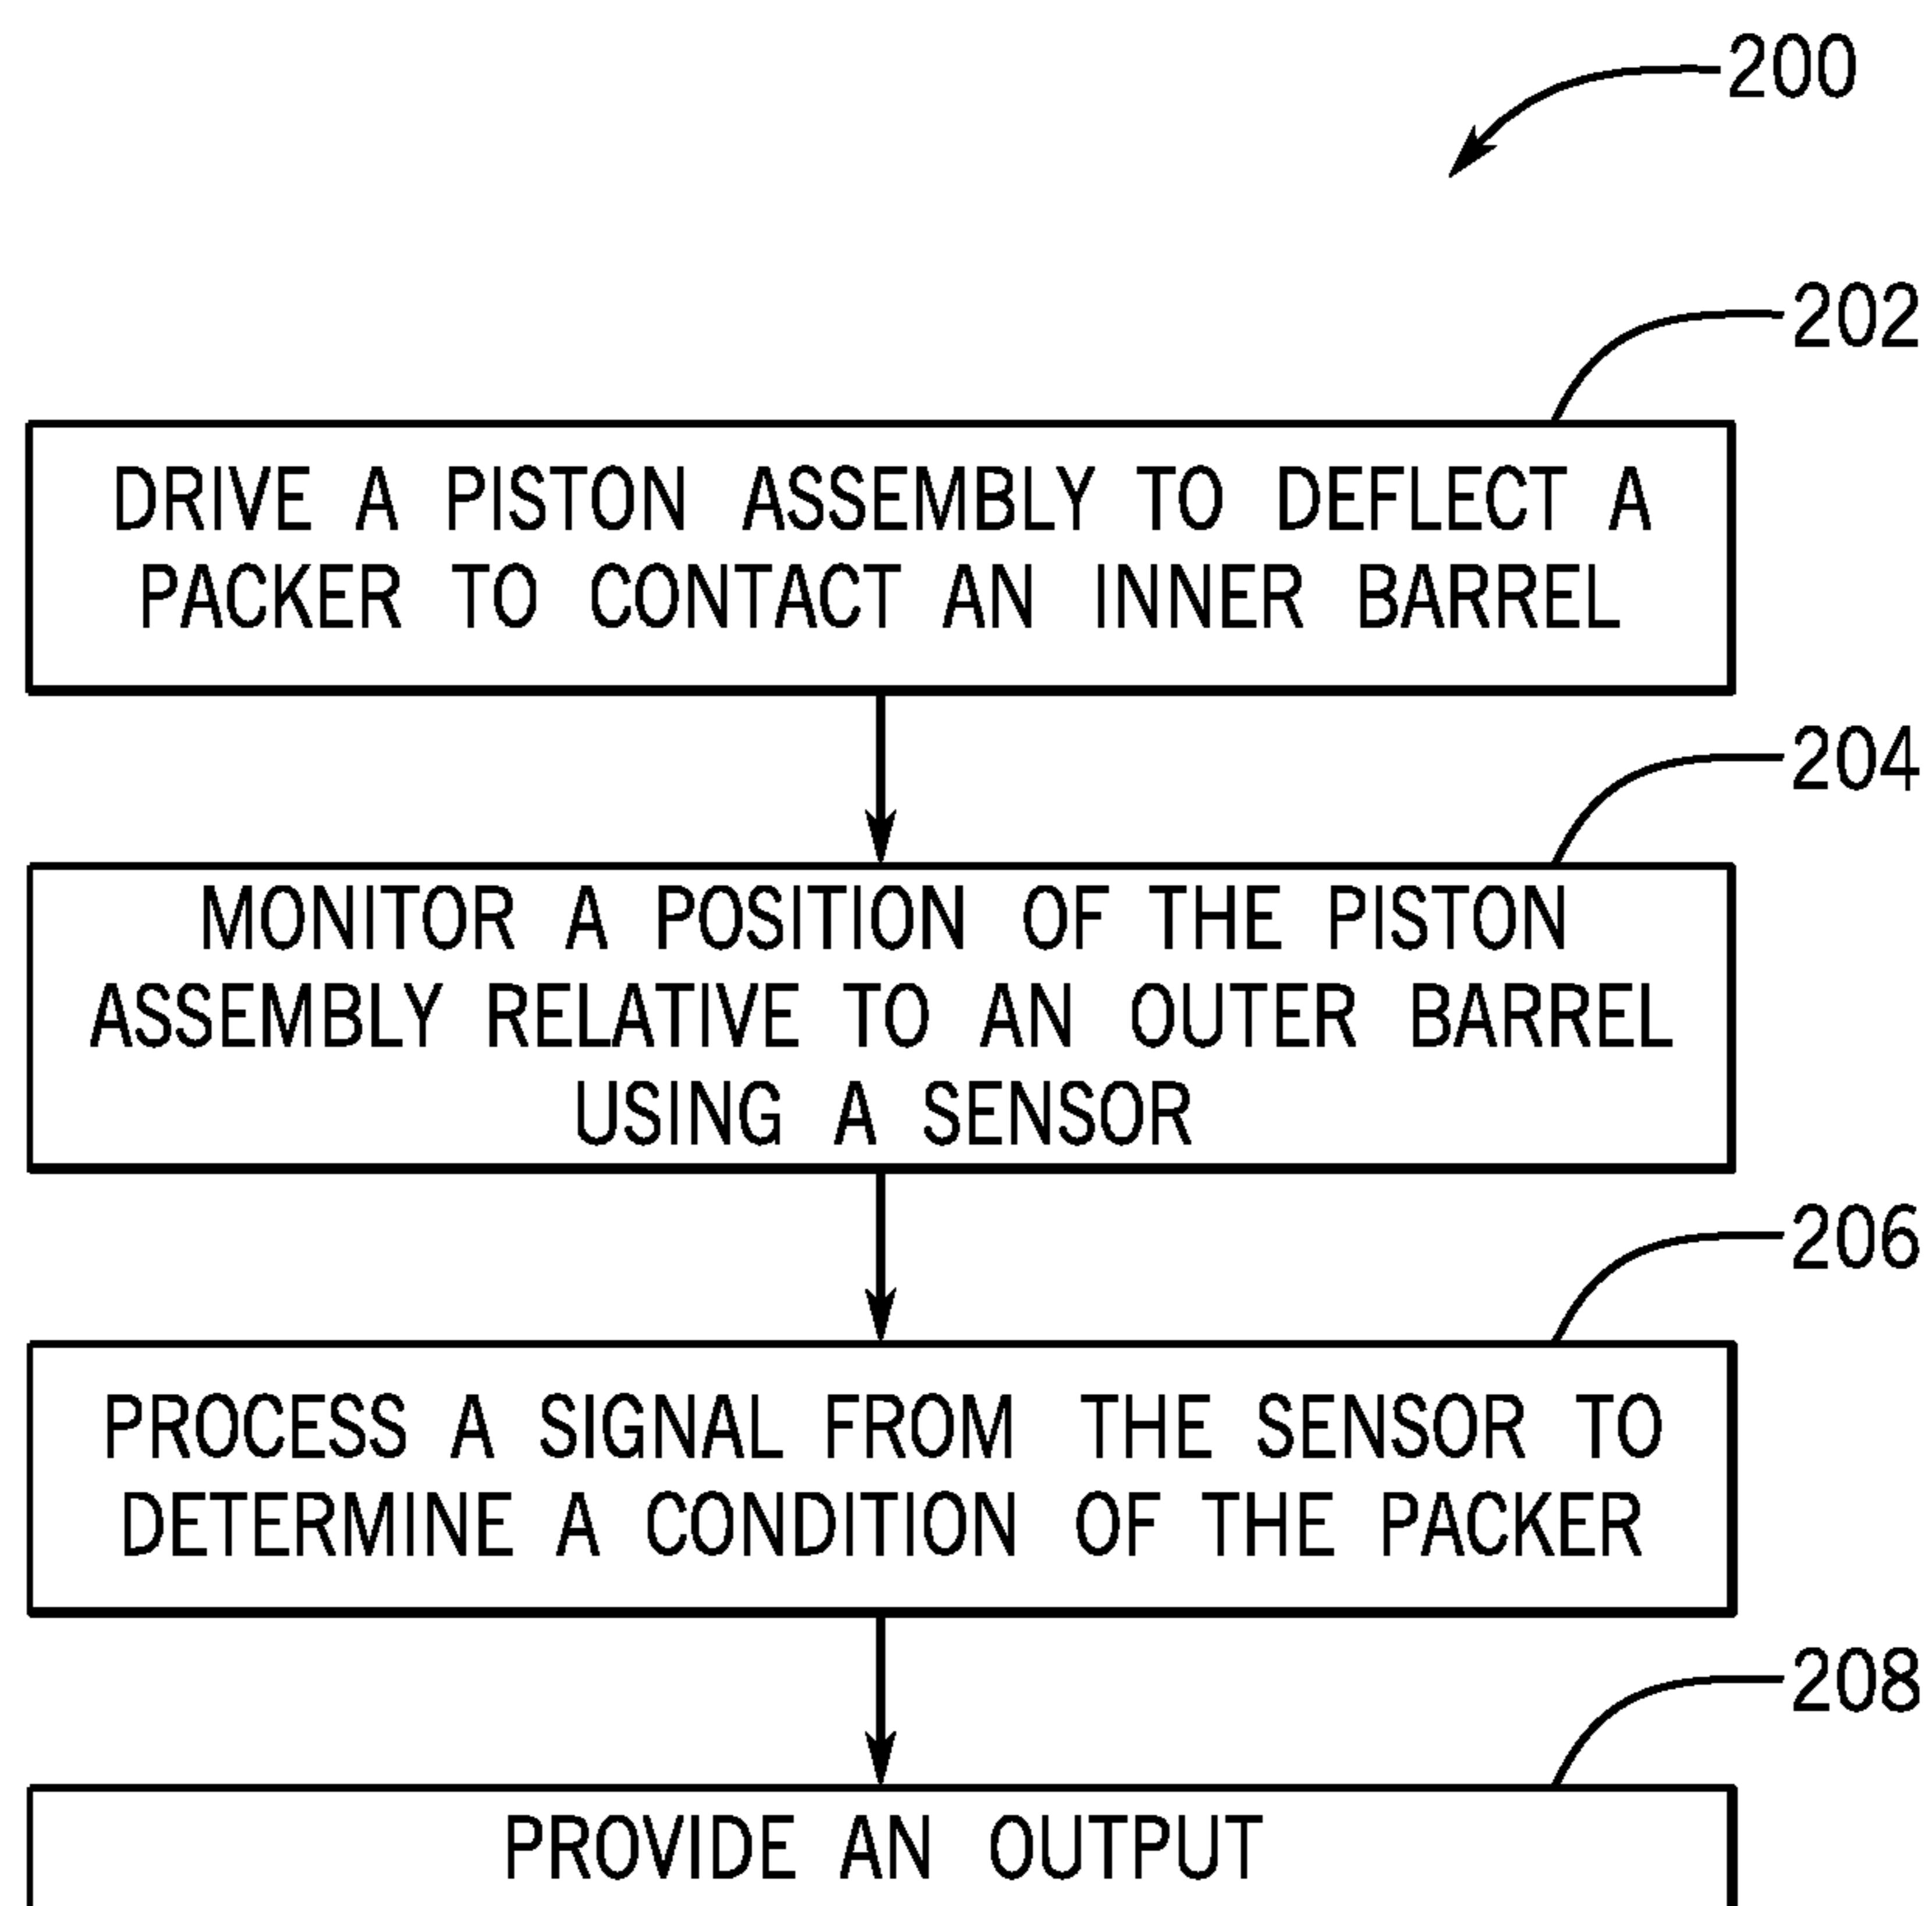 200
202
DRIVE A PISTON ASSEMBLY TO DEFLECT A
PACKER TO CONTACT AN INNER BARREL
204
MONITOR A POSITION OF THE PISTON
ASSEMBLY RELATIVE TO AN OUTER BARREL
USING A SENSOR
206
PROCESS A SIGNAL FROM THE SENSOR TO
DETERMINE A CONDITION OF THE PACKER
208
PROVIDE AN OUTPUT